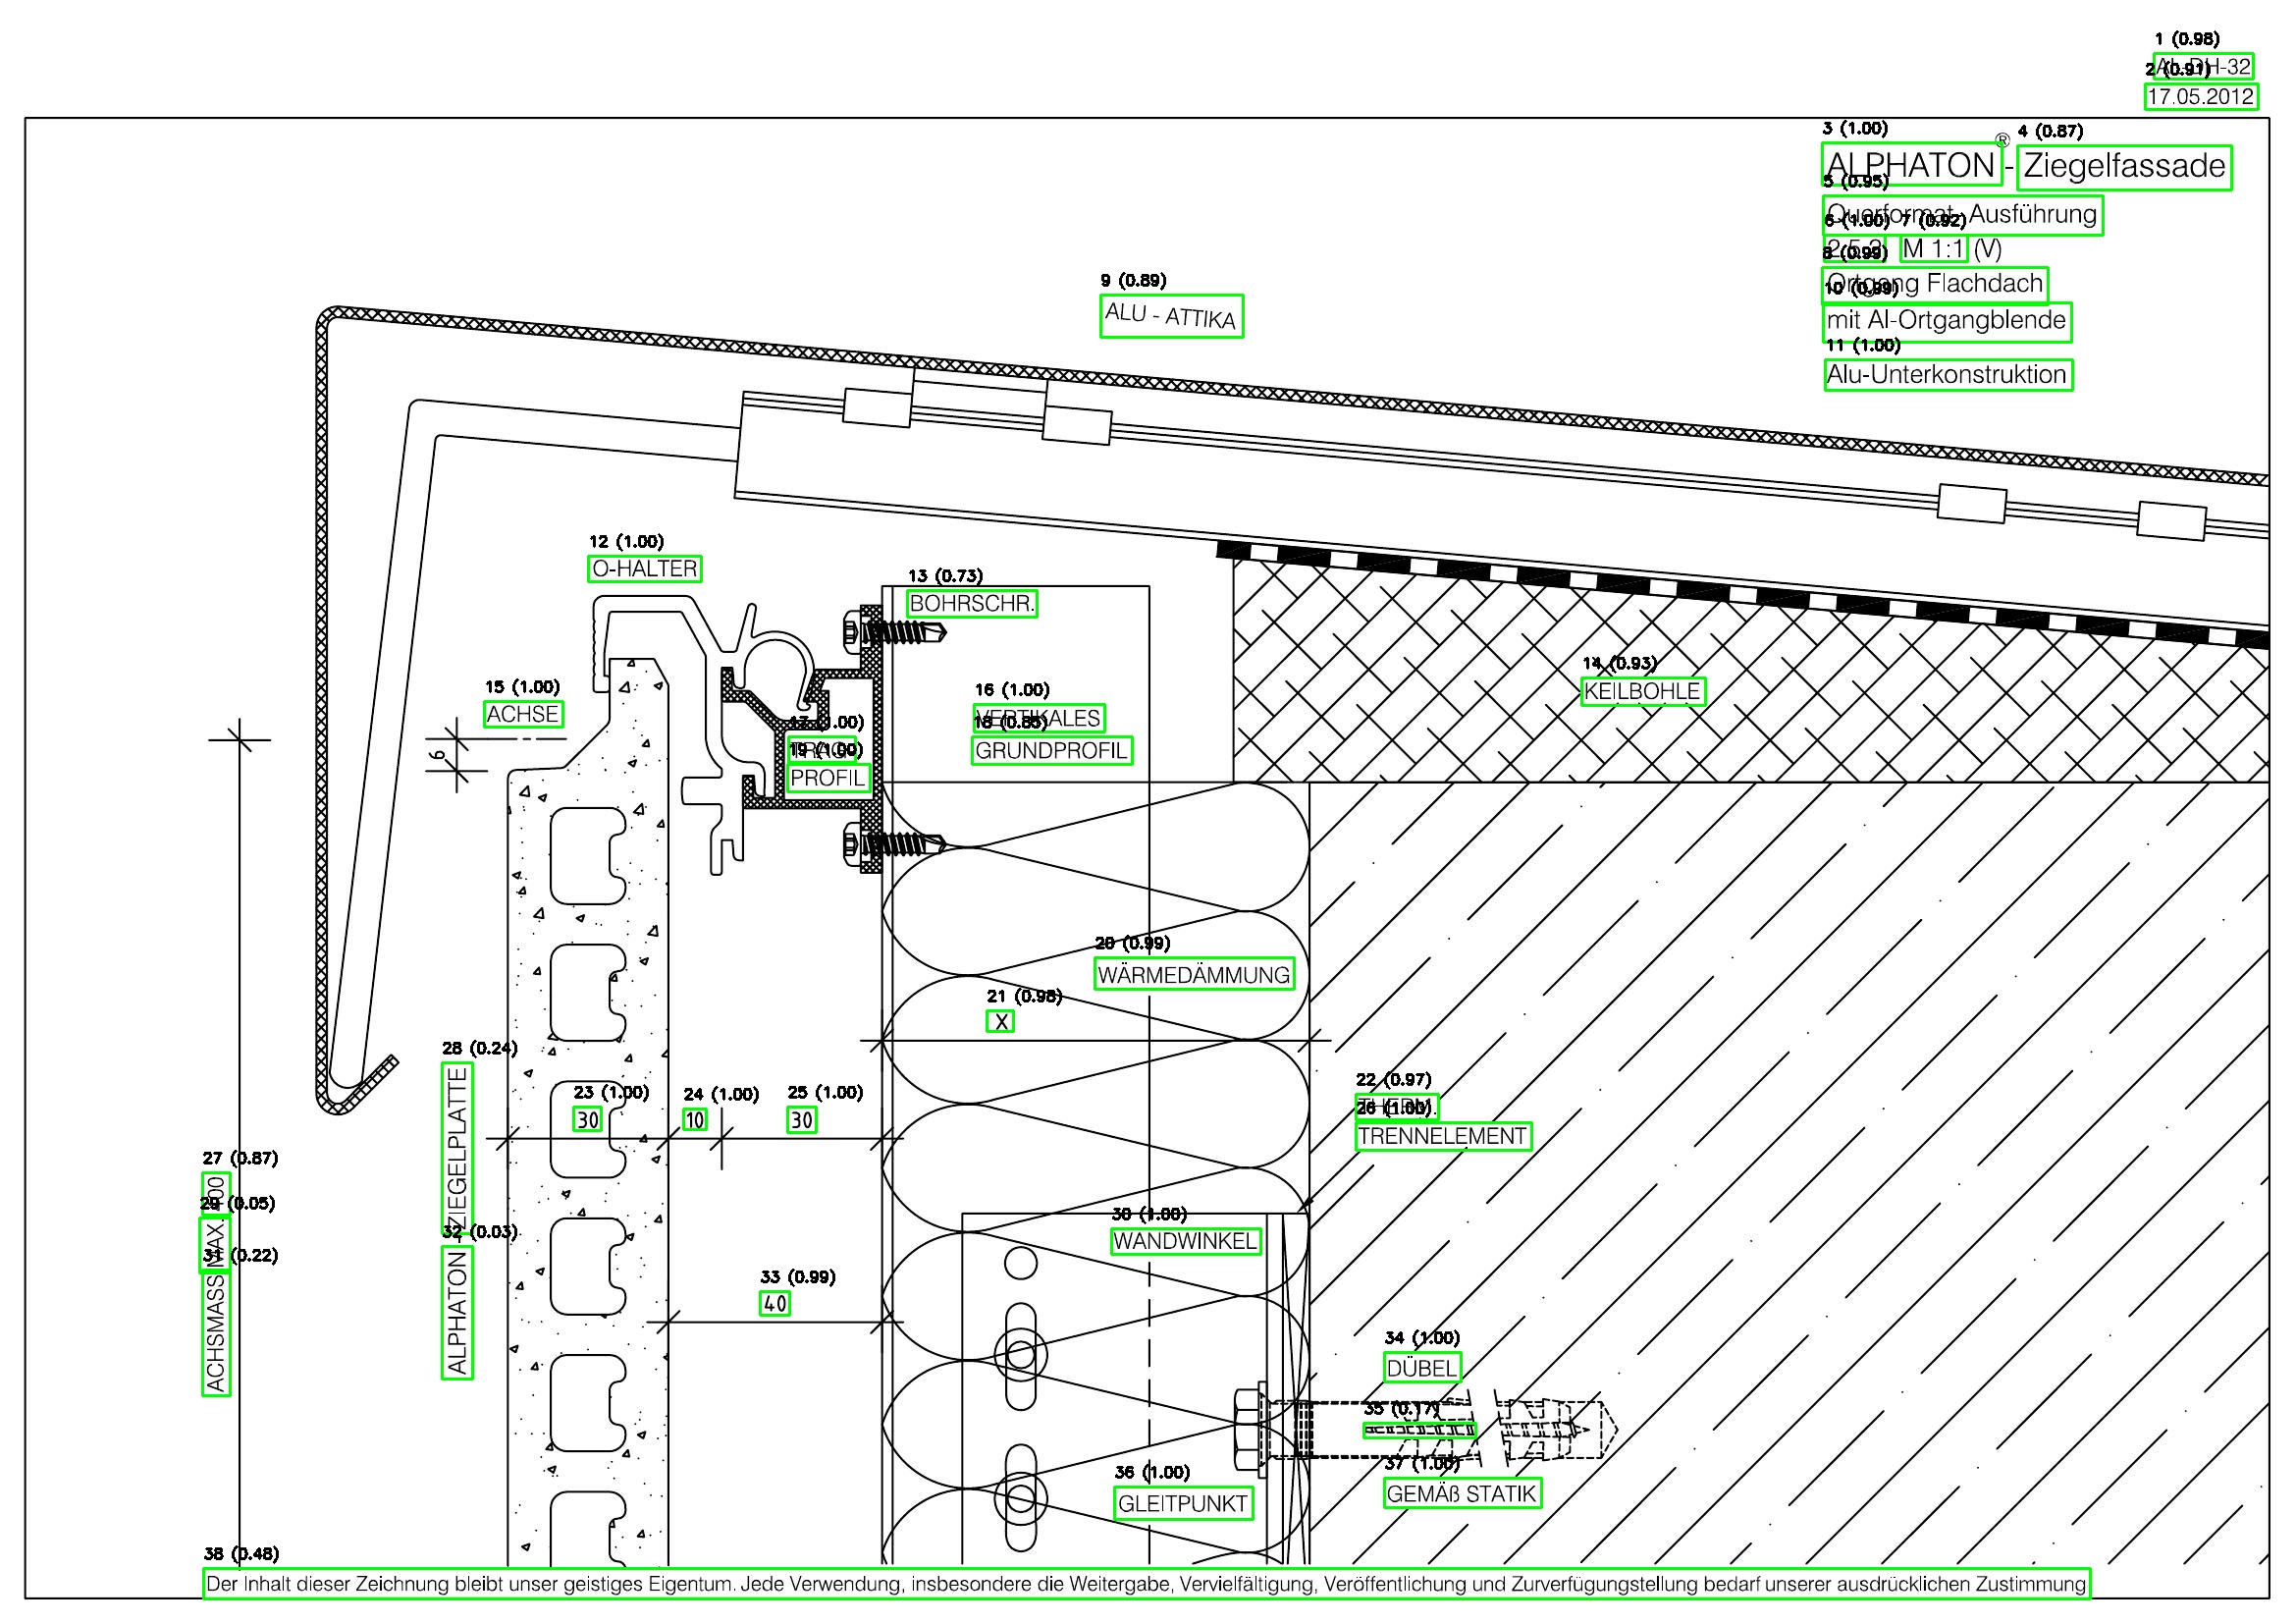 1 (0.98)
AL-DH-32
2 (0.91)
17.05.2012
3 (1.00)
4 (0.87)
ALPHATON® - Ziegelfassade
5 (0.95)
Querformat- Ausführung
6 (1.00) 7 (0.92)
M 1:1 (V)
8 (0.99)
Ortgang Flachdach
10 (0.99)
mit Al-Ortgangblende
11 (1.00)
Alu-Unterkonstruktion
9 (0.89)
ALU - ATTIKA
12 (1.00)
O-HALTER
13 (0.73)
BOHRSCHR.
14 (0.93)
KEILBOHLE
15 (1.00)
ACHSE
6
16 (1.00)
VERTIKALES
18 (0.85)
GRUNDPROFIL
17 (1.00)
TRAG-
19 (1.00)
PROFIL
20 (0.99)
WÄRMEDÄMMUNG
21 (0.98)
X
22 (0.97)
THERM.
26 (1.00)
TRENNELEMENT
23 (1.00)
30
24 (1.00)
10
25 (1.00)
30
28 (0.24)
32 (0.03)
ALPHATON - ZIEGELPLATTE
27 (0.87)
29 (0.05)
31 (0.22)
ACHSMASS MAX. 400
30 (1.00)
WANDWINKEL
33 (0.99)
40
34 (1.00)
DÜBEL
35 (0.17)
37 (1.00)
GEMÄß STATIK
36 (1.00)
GLEITPUNKT
38 (0.48)
Der Inhalt dieser Zeichnung bleibt unser geistiges Eigentum. Jede Verwendung, insbesondere die Weitergabe, Vervielfältigung, Veröffentlichung und Zurverfügungstellung bedarf unserer ausdrücklichen Zustimmung